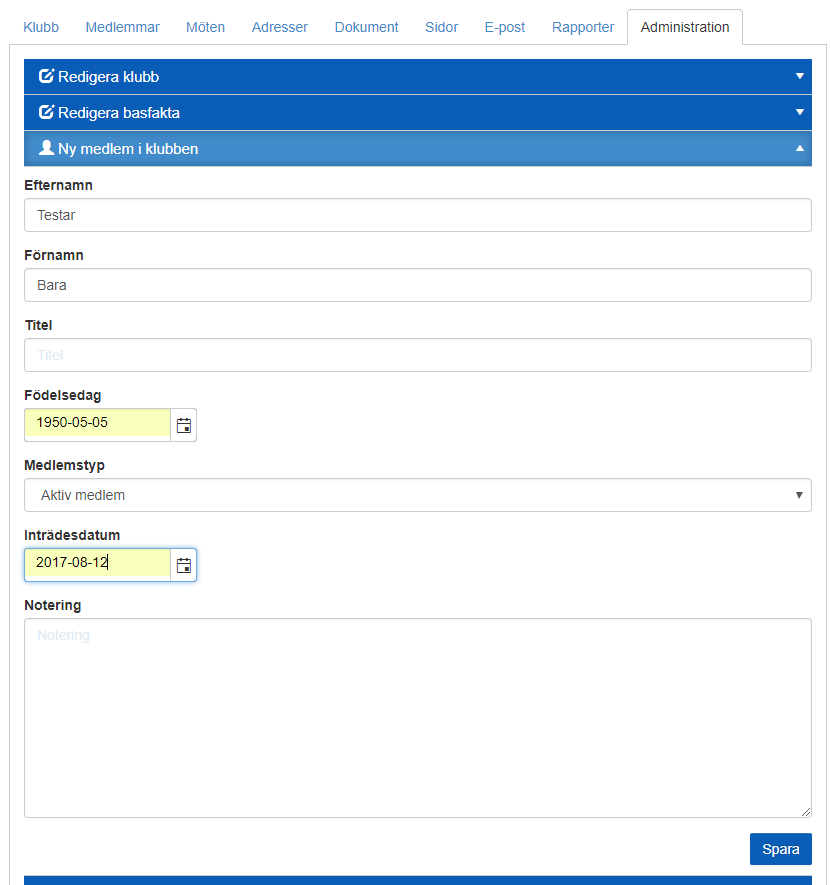 Klubb Medlemmar Möten Adresser Dokument Sidor E-post Rapporter Administration
Redigera klubb
Redigera basfakta
Ny medlem i klubben
Efternamn
Testar
Förnamn
Bara
Titel
Titel
Födelsedag
1950-05-05
Medlemstyp
Aktiv medlem
Inträdesdatum
2017-08-12
Notering
Notering
Spara